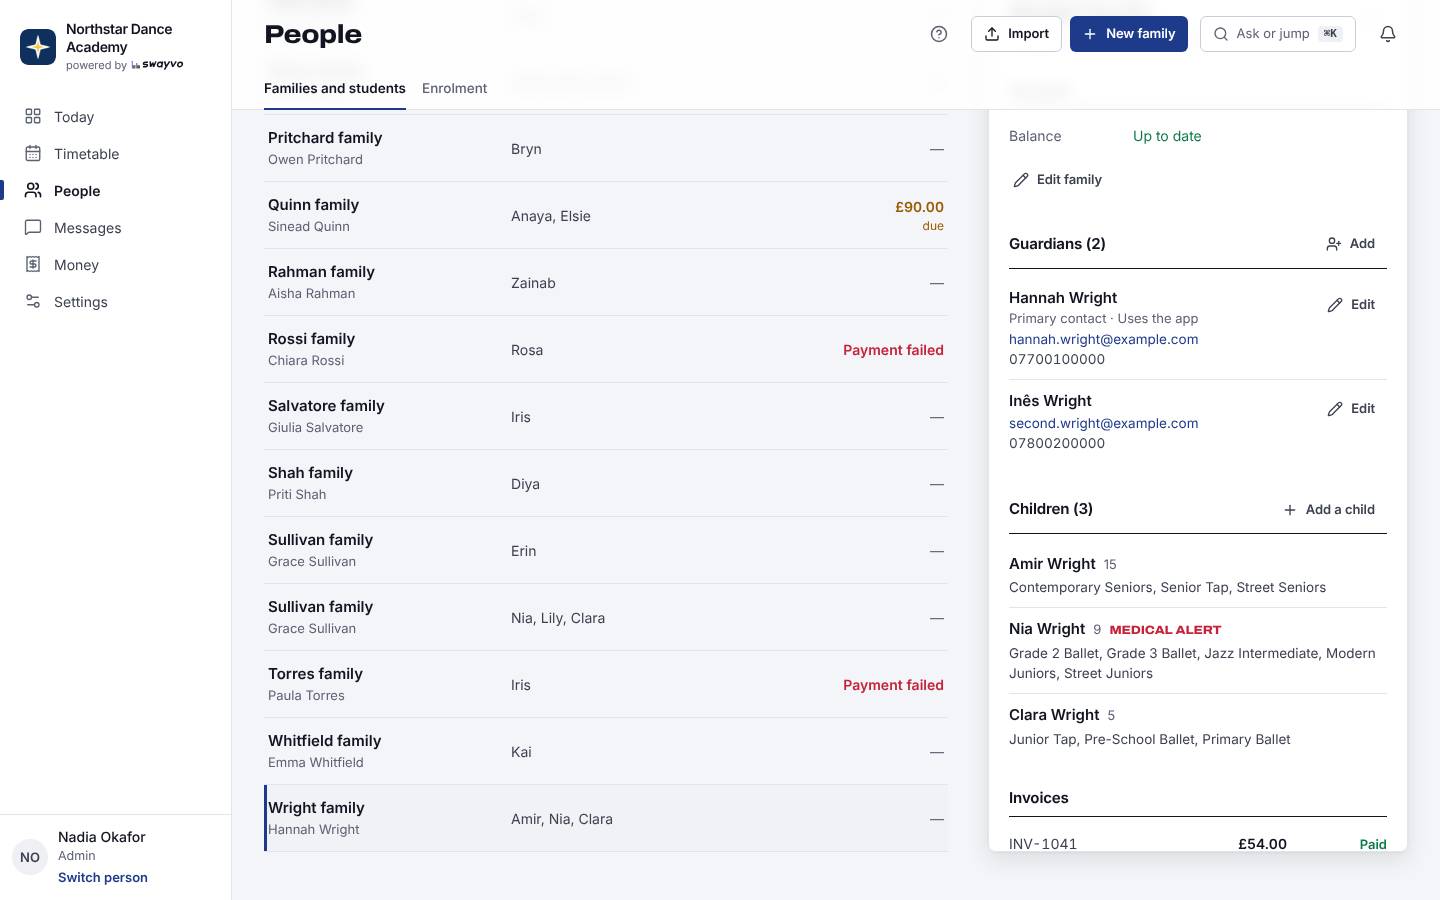 Northstar Dance
Academy
powered by swayvo
Today
Timetable
People
Messages
Money
Settings
NO
Nadia Okafor
Admin
Switch person
People
Import
New family
Ask or jump
⌘K
Families and students
Enrolment
Pritchard family
Owen Pritchard
Bryn
—
Quinn family
Sinead Quinn
Anaya, Elsie
£90.00
due
Rahman family
Aisha Rahman
Zainab
—
Rossi family
Chiara Rossi
Rosa
Payment failed
Salvatore family
Giulia Salvatore
Iris
—
Shah family
Priti Shah
Diya
—
Sullivan family
Grace Sullivan
Erin
—
Sullivan family
Grace Sullivan
Nia, Lily, Clara
—
Torres family
Paula Torres
Iris
Payment failed
Whitfield family
Emma Whitfield
Kai
—
Wright family
Hannah Wright
Amir, Nia, Clara
—
Balance
Up to date
Edit family
Guardians (2)
Add
Hannah Wright
Edit
Primary contact · Uses the app
hannah.wright@example.com
07700100000
Inês Wright
Edit
second.wright@example.com
07800200000
Children (3)
Add a child
Amir Wright 15
Contemporary Seniors, Senior Tap, Street Seniors
Nia Wright 9 MEDICAL ALERT
Grade 2 Ballet, Grade 3 Ballet, Jazz Intermediate, Modern
Juniors, Street Juniors
Clara Wright 5
Junior Tap, Pre-School Ballet, Primary Ballet
Invoices
INV-1041
£54.00
Paid